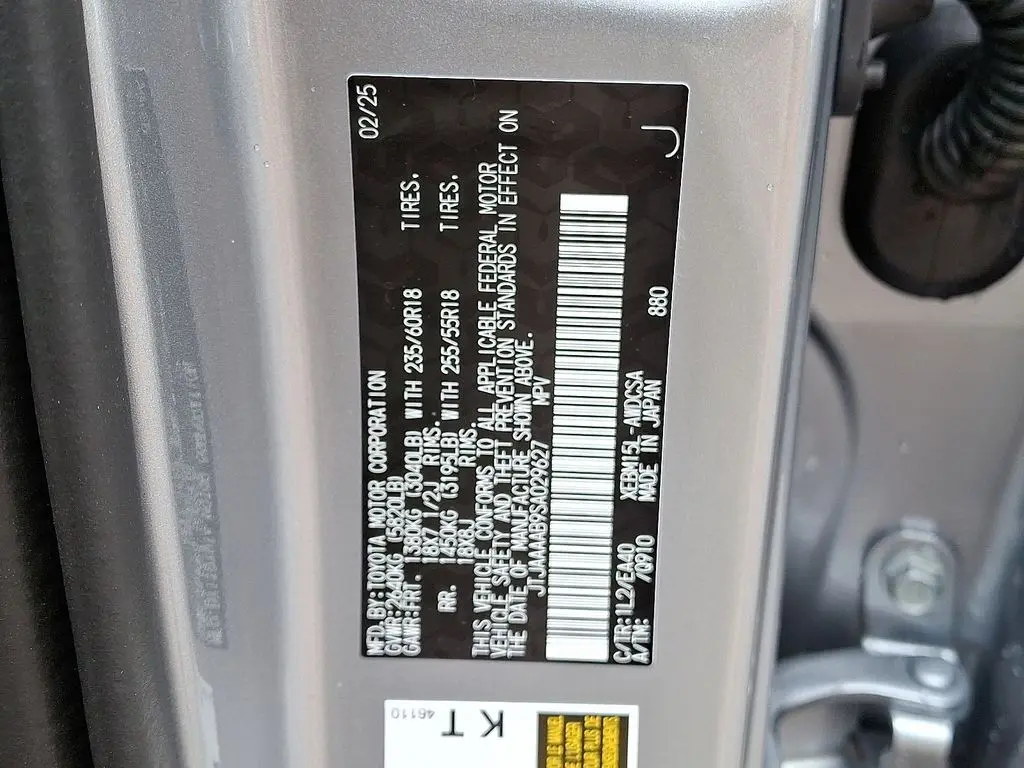 MFD.BY:TOYOTA MOTOR CORPORATION 02/25
GVWR:2640KG (5820LB)
GAWR:FRT. 1380KG (3040LB) WITH 235/60R18 TIRES.
18X7 1/2J RIMS.
RR. 1450KG (3195LB) WITH 255/55R18 TIRES.
18X8J RIMS.
THIS VEHICLE CONFORMS TO ALL APPLICABLE FEDERAL MOTOR
VEHICLE SAFETY AND THEFT PREVENTION STANDARDS IN EFFECT ON
THE DATE OF MANUFACTURE SHOWN ABOVE.
JTJAAAAB9SA029627 MPV
C/TR:1L2/EA40 XEBM15L-AWDCSA
A/TM: /Q910 MADE IN JAPAN 880 J
46110
KT